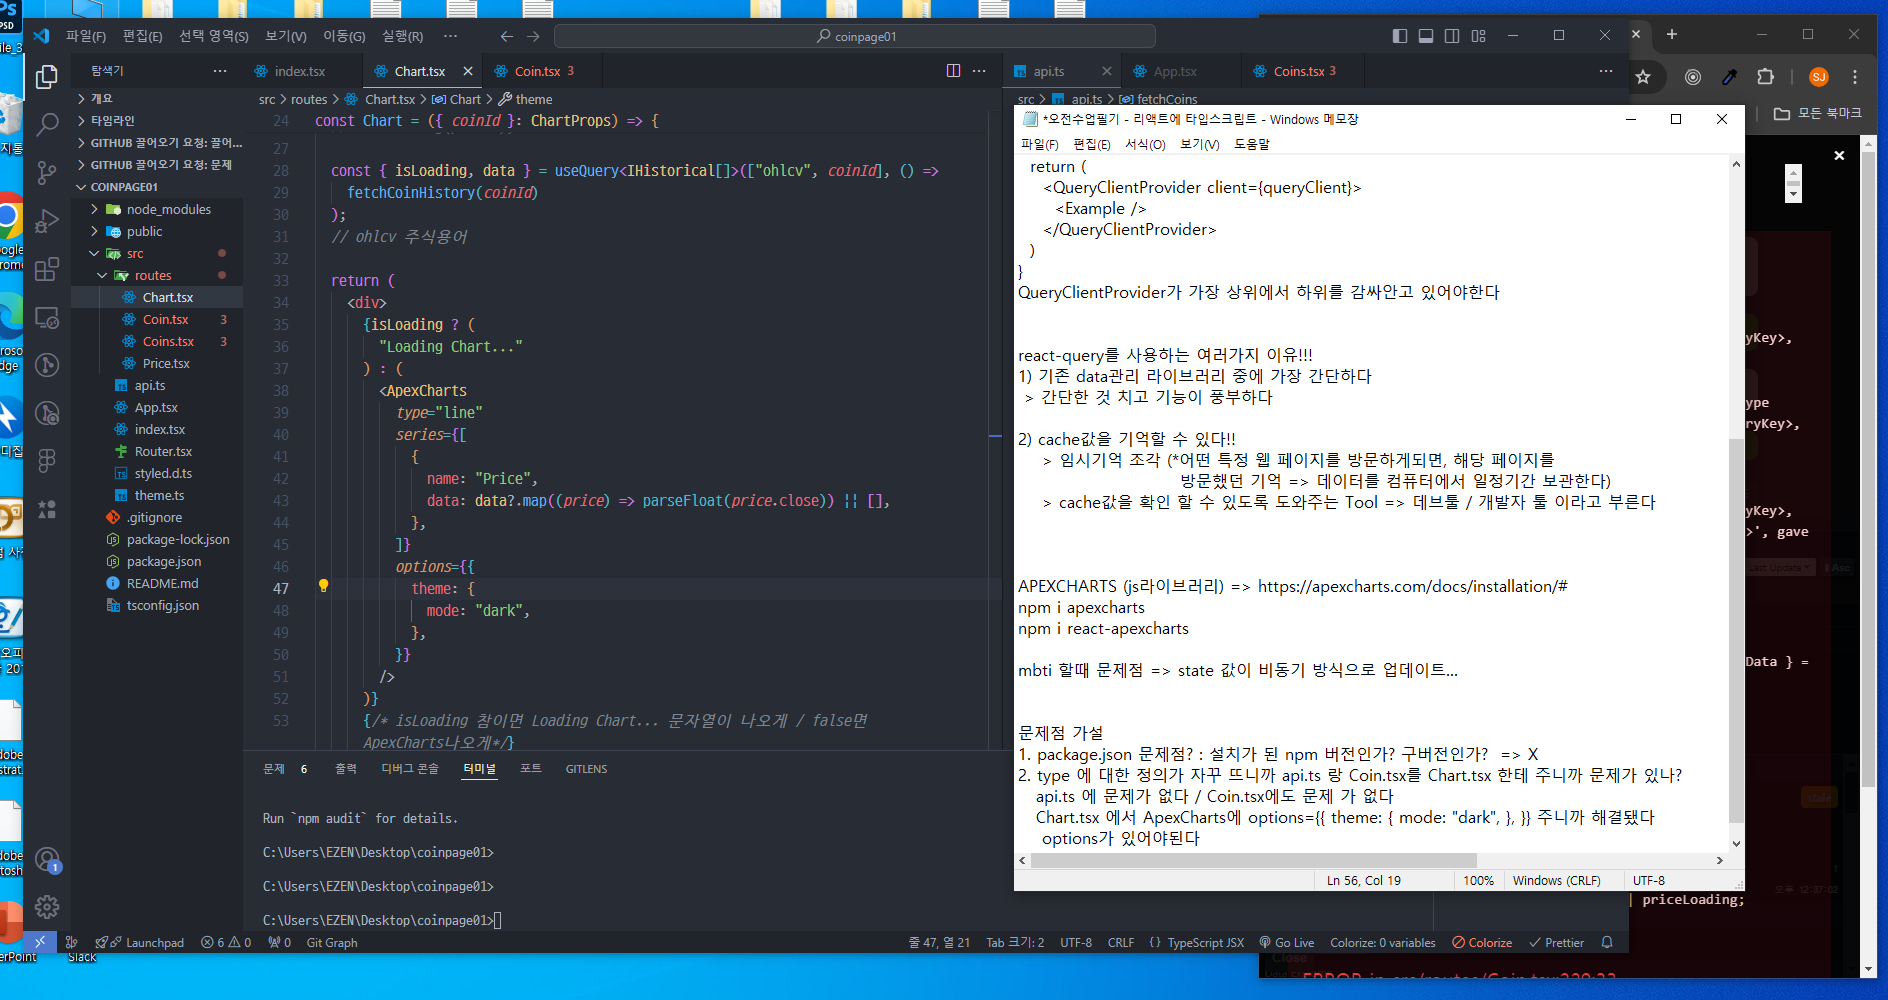 파일(F) 편집(E) 선택 영역(S) 보기(V) 이동(G) 실행(R) ···
coinpage01
탐색기
index.tsx
Chart.tsx
Coin.tsx 3
api.ts
App.tsx
Coins.tsx 3
src > routes > Chart.tsx > Chart > theme
src > api.ts > fetchCoins
개요
타임라인
GITHUB 끌어오기 요청: 끌어...
GITHUB 끌어오기 요청: 문제
COINPAGE01
node_modules
public
src
routes
Chart.tsx
Coin.tsx 3
Coins.tsx 3
Price.tsx
api.ts
App.tsx
index.tsx
Router.tsx
styled.d.ts
theme.ts
.gitignore
package-lock.json
package.json
README.md
tsconfig.json
24 const Chart = ({ coinId }: ChartProps) => {
27
28 const { isLoading, data } = useQuery<IHistorical[]>(["ohlcv", coinId], () =>
29 fetchCoinHistory(coinId)
30 );
31 // ohlcv 주식용어
32
33 return (
34 <div>
35 {isLoading ? (
36 "Loading Chart..."
37 ) : (
38 <ApexCharts
39 type="line"
40 series={[
41 {
42 name: "Price",
43 data: data?.map((price) => parseFloat(price.close)) || [],
44 },
45 ]}
46 options={{
47 theme: {
48 mode: "dark",
49 },
50 }}
51 />
52 )}
53 {/* isLoading 참이면 Loading Chart... 문자열이 나오게 / false면
ApexCharts나오게*/}
문제 6 출력 디버그 콘솔 터미널 포트 GITLENS
Run `npm audit` for details.
C:\Users\EZEN\Desktop\coinpage01>
C:\Users\EZEN\Desktop\coinpage01>
C:\Users\EZEN\Desktop\coinpage01>
Launchpad 6 0 0 Git Graph
줄 47, 열 21 Tab 크기: 2 UTF-8 CRLF {} TypeScript JSX Go Live Colorize: 0 variables Colorize Prettier
*오전수업필기 - 리액트에 타입스크립트 - Windows 메모장
파일(F) 편집(E) 서식(O) 보기(V) 도움말
return (
<QueryClientProvider client={queryClient}>
<Example />
</QueryClientProvider>
)
}
QueryClientProvider가 가장 상위에서 하위를 감싸안고 있어야한다
react-query를 사용하는 여러가지 이유!!!
1) 기존 data관리 라이브러리 중에 가장 간단하다
> 간단한 것 치고 기능이 풍부하다
2) cache값을 기억할 수 있다!!
> 임시기억 조각 (*어떤 특정 웹 페이지를 방문하게되면, 해당 페이지를
방문했던 기억 => 데이터를 컴퓨터에서 일정기간 보관한다)
> cache값을 확인 할 수 있도록 도와주는 Tool => 데브툴 / 개발자 툴 이라고 부른다
APEXCHARTS (js라이브러리) => https://apexcharts.com/docs/installation/#
npm i apexcharts
npm i react-apexcharts
mbti 할때 문제점 => state 값이 비동기 방식으로 업데이트...
문제점 가설
1. package.json 문제점? : 설치가 된 npm 버전인가? 구버전인가? => X
2. type 에 대한 정의가 자꾸 뜨니까 api.ts 랑 Coin.tsx를 Chart.tsx 한테 주니까 문제가 있나?
api.ts 에 문제가 없다 / Coin.tsx에도 문제 가 없다
Chart.tsx 에서 ApexCharts에 options={{ theme: { mode: "dark", }, }} 주니까 해결됐다
options가 있어야된다
Ln 56, Col 19 100% Windows (CRLF) UTF-8
SJ
모든 북마크
yKey>,
ype
ryKey>,
yKey>,
>', gave
Last Update
Asc
Data } =
stale
오후 12:37:02
| priceLoading;
Close
Slack